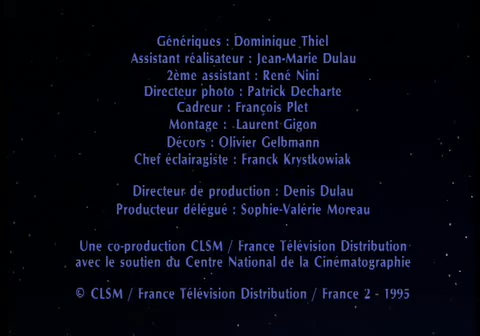 Génériques : Dominique Thiel
Assistant réalisateur : Jean-Marie Dulau
2ème assistant : René Nini
Directeur photo : Patrick Decharte
Cadreur : François Plet
Montage : Laurent Gigon
Décors : Olivier Gelbmann
Chef éclairagiste : Franck Krystkowiak
Directeur de production : Denis Dulau
Producteur délégué : Sophie-Valérie Moreau
Une co-production CLSM / France Télévision Distribution
avec le soutien du Centre National de la Cinématographie
© CLSM / France Télévision Distribution / France 2 - 1995